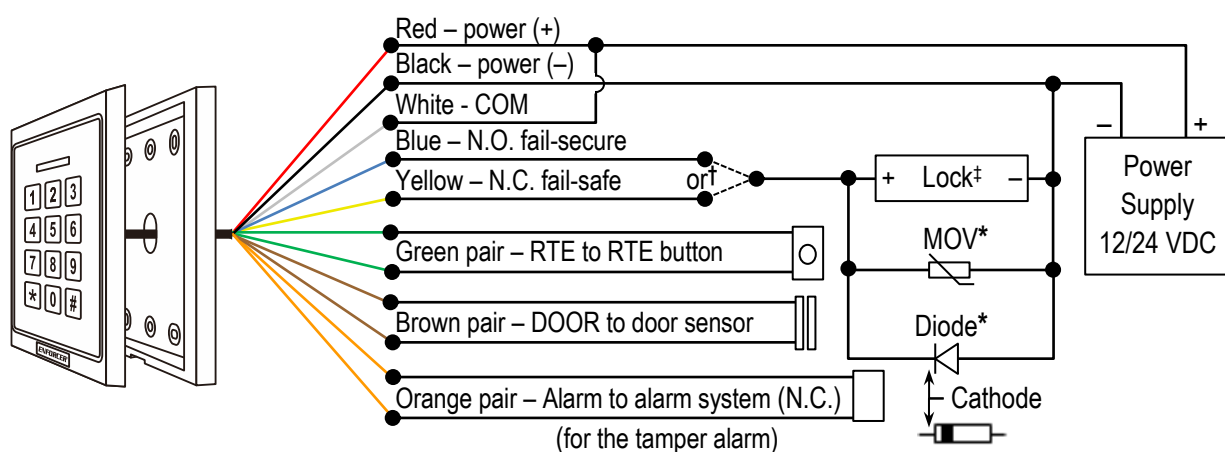 Red – power (+)
Black – power (–)
White - COM
Blue – N.O. fail-secure
Yellow – N.C. fail-safe
or†
Green pair – RTE to RTE button
Brown pair – DOOR to door sensor
Orange pair – Alarm to alarm system (N.C.)
(for the tamper alarm)
+ Lock‡ –
MOV*
Diode*
Cathode
– +
Power
Supply
12/24 VDC
1 2 3
4 5 6
7 8 9
* 0 #
ENFORCER